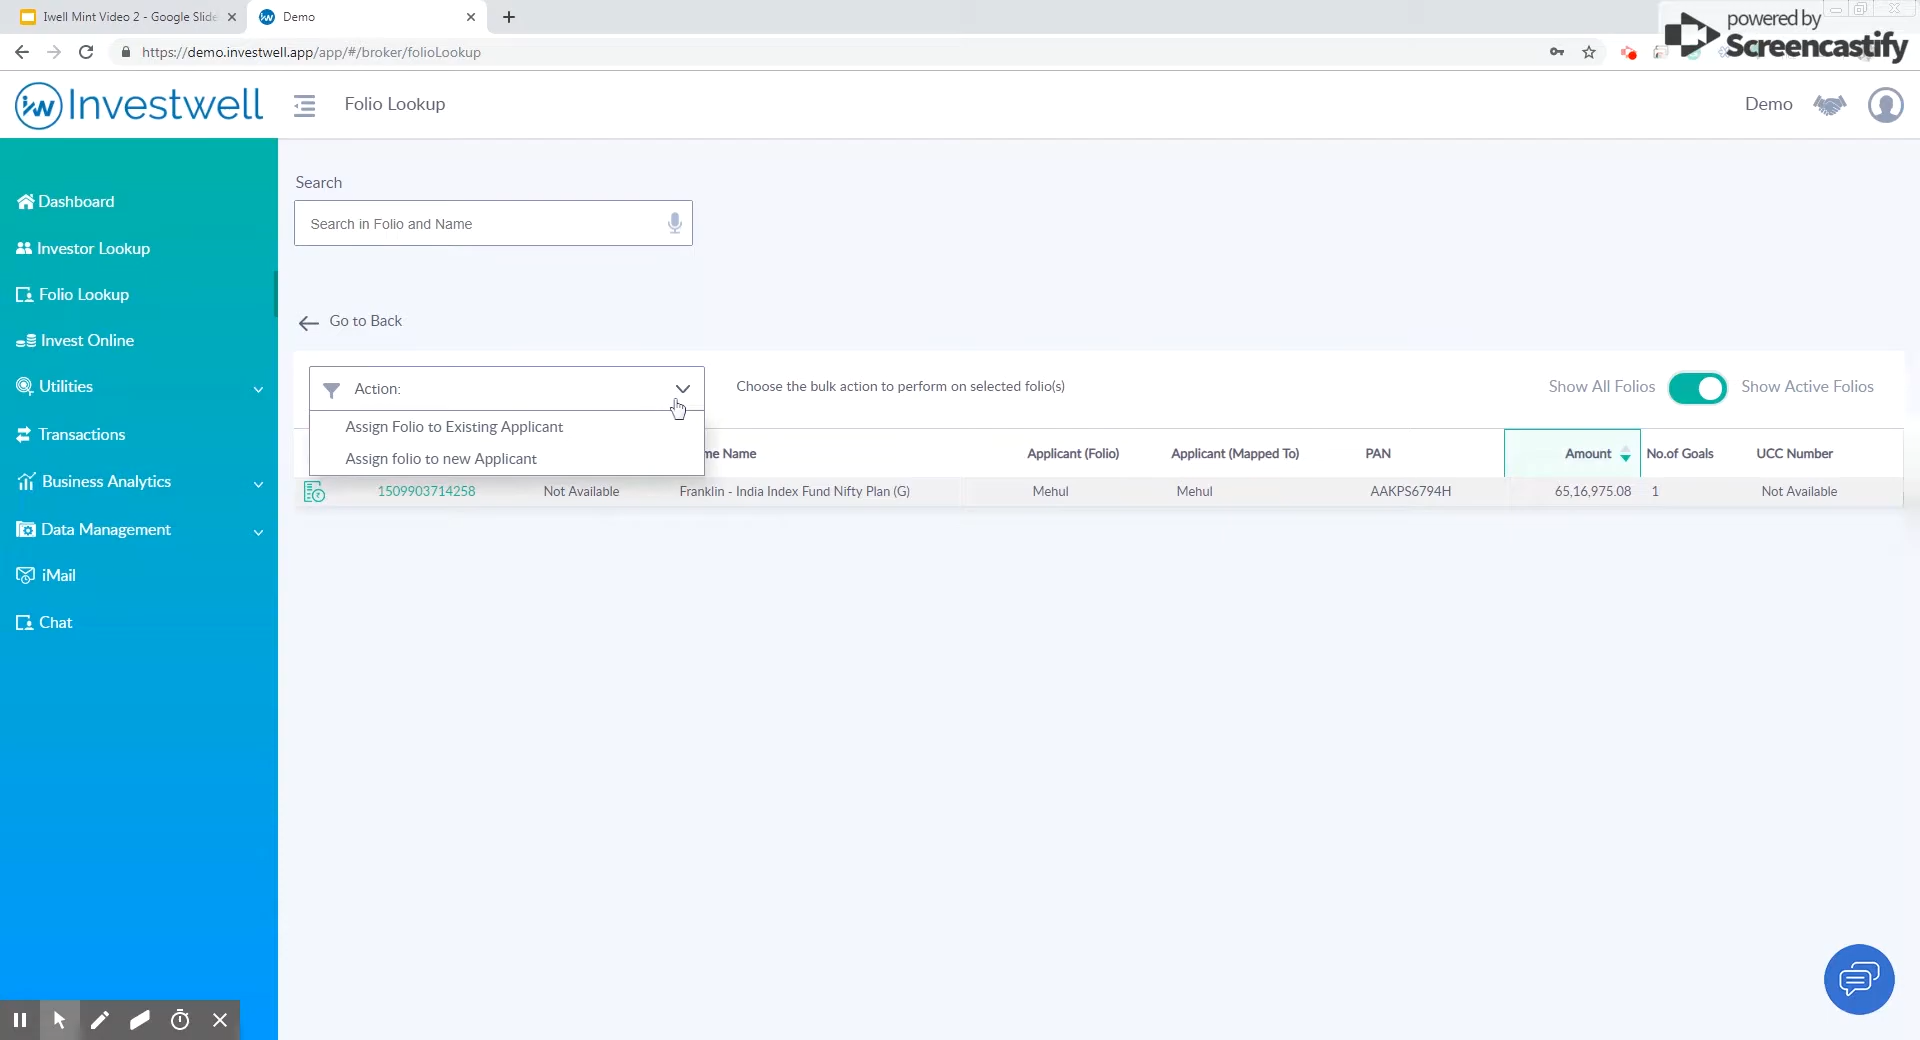 Iwell Mint Video 2 - Google Slide
Demo
powered by
Screencastify
https://demo.investwell.app/app/#/broker/folioLookup
Investwell
Folio Lookup
Demo
Dashboard
Investor Lookup
Folio Lookup
Invest Online
Utilities
Transactions
Business Analytics
Data Management
iMail
Chat
Search
Search in Folio and Name
Go to Back
Action:
Choose the bulk action to perform on selected folio(s)
Show All Folios
Show Active Folios
Assign Folio to Existing Applicant
Assign folio to new Applicant
me Name Applicant (Folio) Applicant (Mapped To) PAN Amount No.of Goals UCC Number
1509903714258 Not Available Franklin - India Index Fund Nifty Plan (G) Mehul Mehul AAKPS6794H 65,16,975.08 1 Not Available